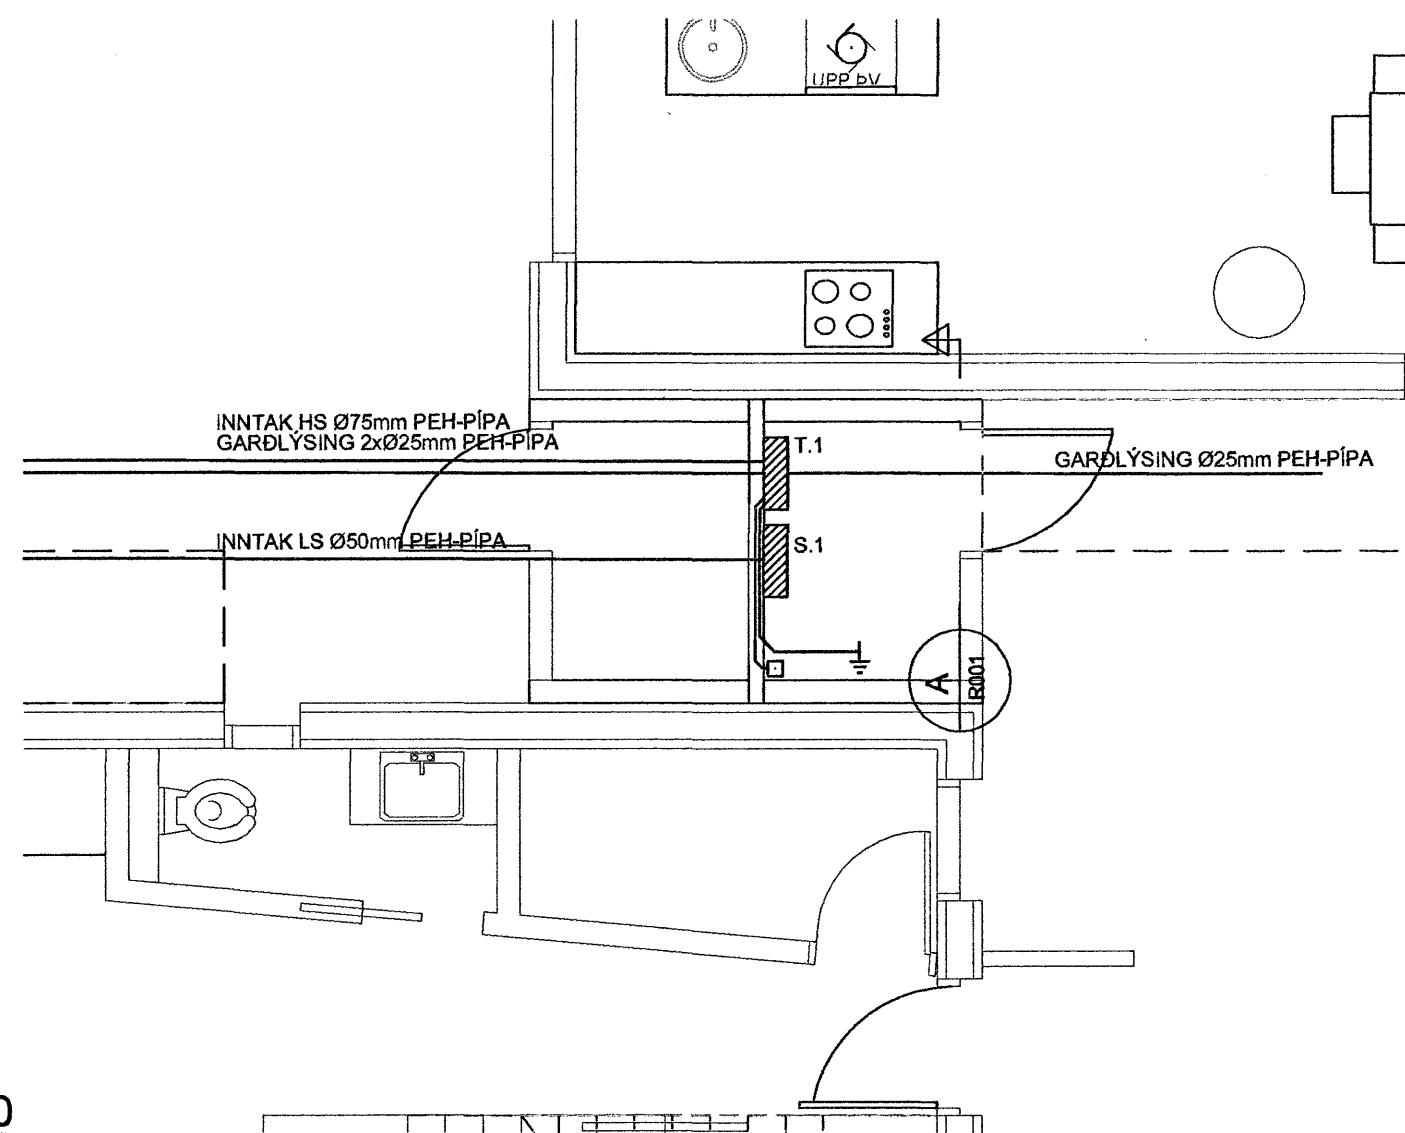 UPP ÞV
INNTAK HS Ø75mm PEH-PÍPA
GARÐLÝSING 2xØ25mm PEH-PÍPA
T.1
GARÐLÝSING Ø25mm PEH-PÍPA
INNTAK LS Ø50mm PEH-PÍPA
S.1
A
R001